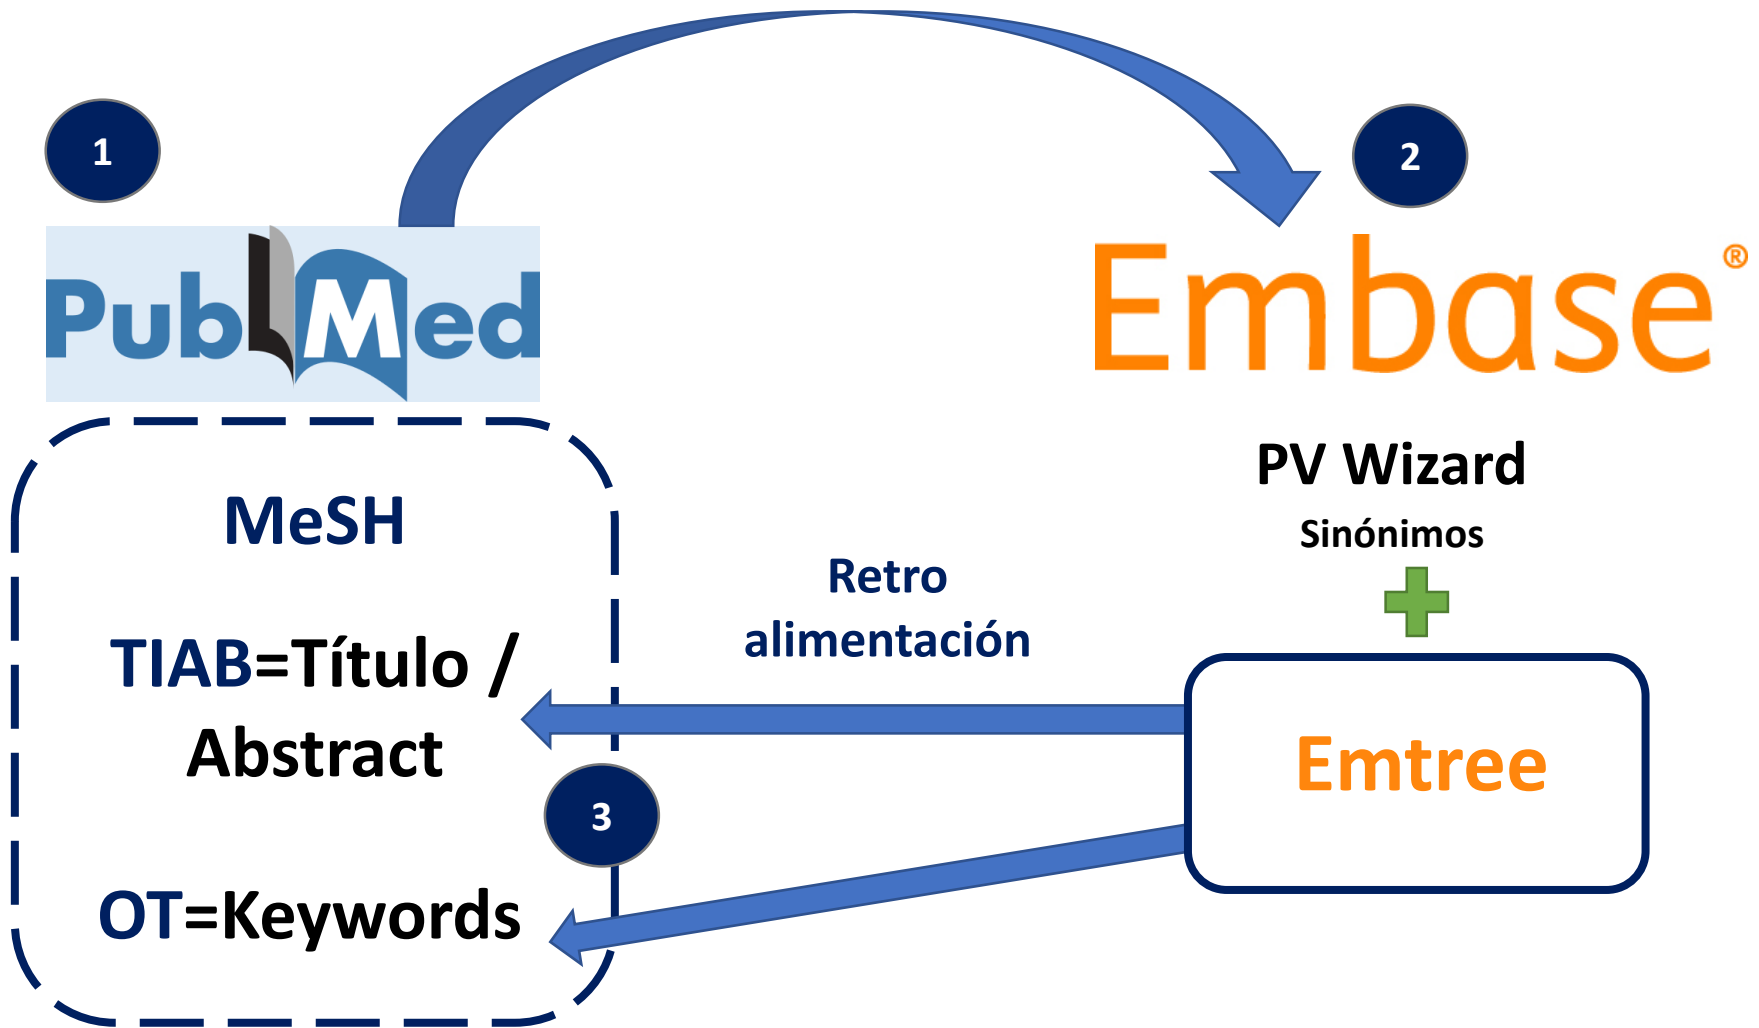 1
2
PubMed
Embase®
PV Wizard
Sinónimos
MeSH
TIAB=Título /
Abstract
Retro
alimentación
Emtree
3
OT=Keywords